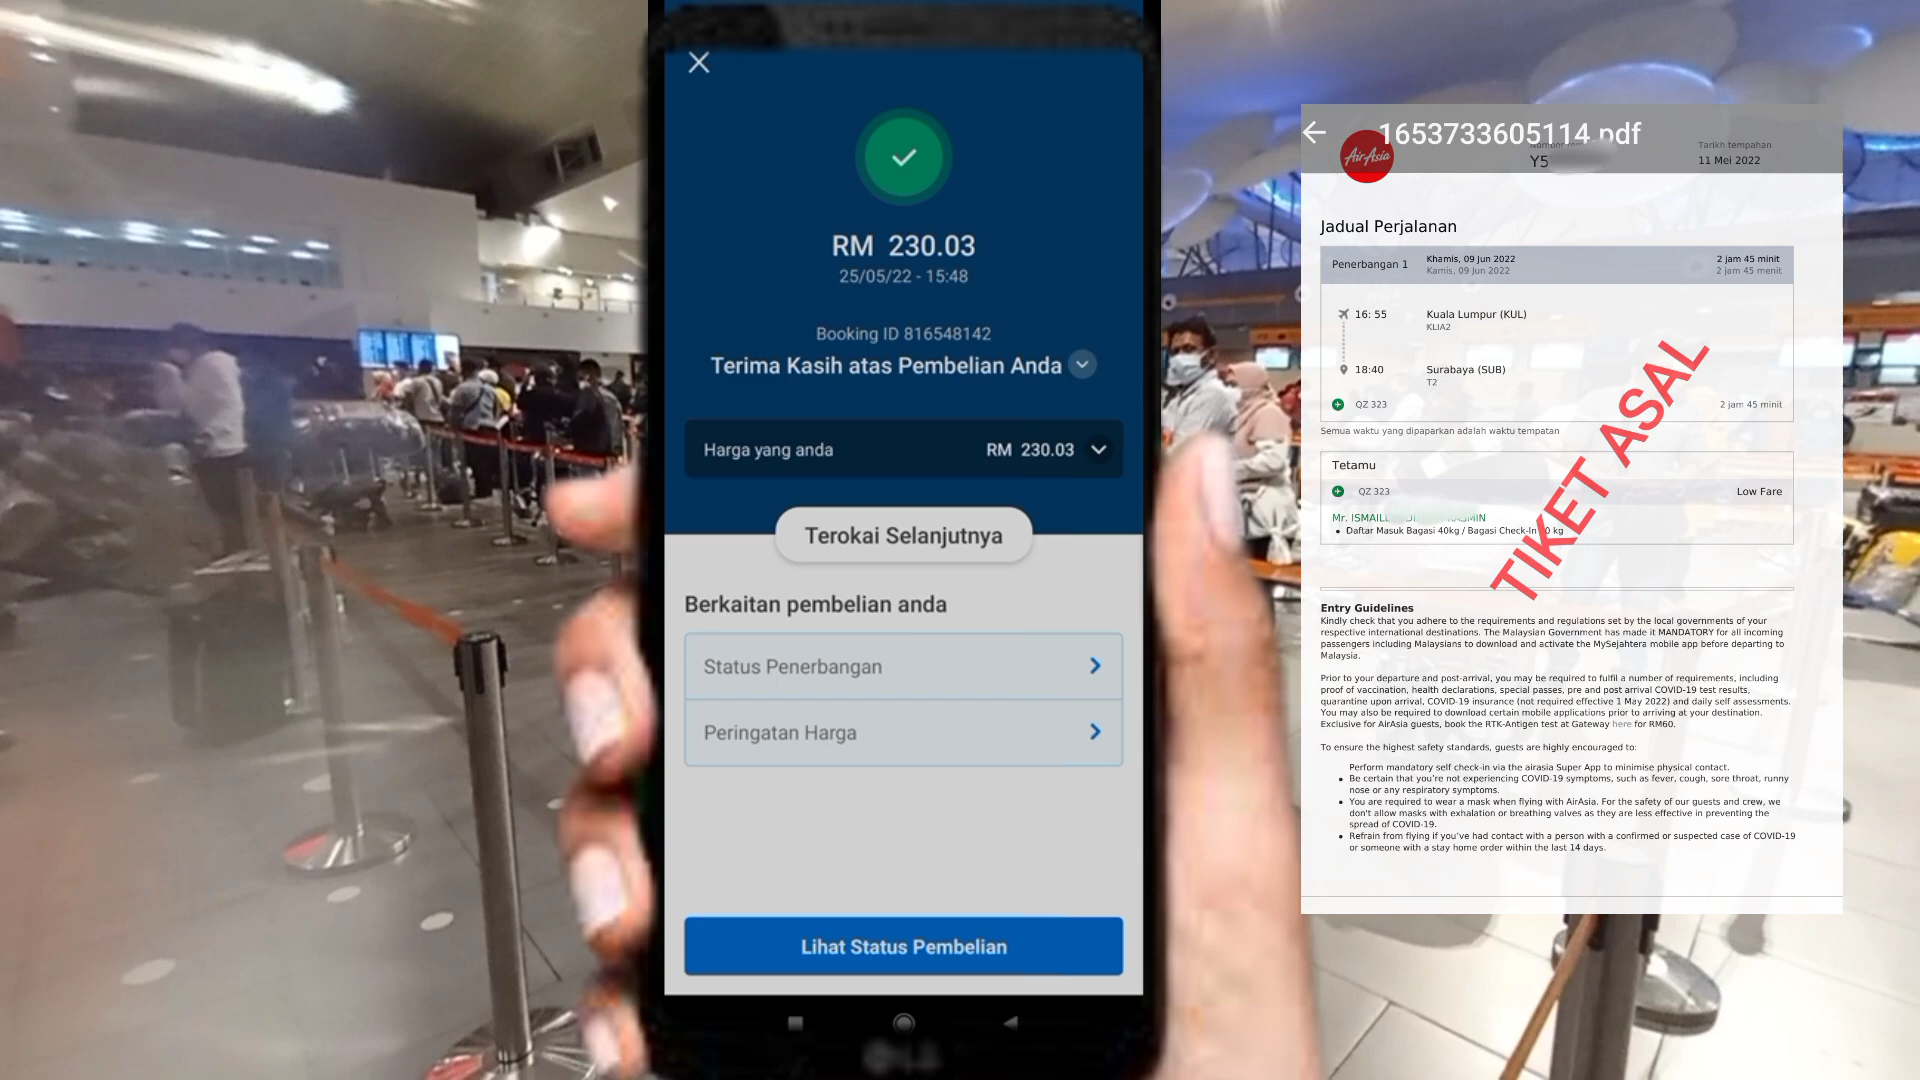 RM 230.03
25/05/22 - 15:48
Booking ID 816548142
Terima Kasih atas Pembelian Anda
Harga yang anda RM 230.03
Terokai Selanjutnya
Berkaitan pembelian anda
Status Penerbangan
Peringatan Harga
Lihat Status Pembelian
1653733605114.pdf
AirAsia
Tarikh tempahan
Y5
11 Mei 2022
Jadual Perjalanan
Penerbangan 1
Khamis, 09 Jun 2022
2 jam 45 minit
Kamis, 09 Jun 2022
2 jam 45 menit
16: 55 Kuala Lumpur (KUL)
KLIA2
18:40 Surabaya (SUB)
T2
QZ 323 2 jam 45 minit
Semua waktu yang dipaparkan adalah waktu tempatan
Tetamu
QZ 323 Low Fare
Mr. ISMAIL
• Daftar Masuk Bagasi 40kg / Bagasi Check-In kg
TIKET ASAL
Entry Guidelines
Kindly check that you adhere to the requirements and regulations set by the local governments of your
respective international destinations. The Malaysian Government has made it MANDATORY for all incoming
passengers including Malaysians to download and activate the MySejahtera mobile app before departing to
Malaysia.
Prior to your departure and post-arrival, you may be required to fulfil a number of requirements, including
proof of vaccination, health declarations, special passes, pre and post arrival COVID-19 test results,
quarantine upon arrival, COVID-19 insurance (not required effective 1 May 2022) and daily self assessments.
You may also be required to download certain mobile applications prior to arriving at your destination.
Exclusive for AirAsia guests, book the RTK-Antigen test at Gateway here for RM60.
To ensure the highest safety standards, guests are highly encouraged to:
Perform mandatory self check-in via the airasia Super App to minimise physical contact.
• Be certain that you're not experiencing COVID-19 symptoms, such as fever, cough, sore throat, runny
nose or any respiratory symptoms.
• You are required to wear a mask when flying with AirAsia. For the safety of our guests and crew, we
don't allow masks with exhalation or breathing valves as they are less effective in preventing the
spread of COVID-19.
• Refrain from flying if you've had contact with a person with a confirmed or suspected case of COVID-19
or someone with a stay home order within the last 14 days.